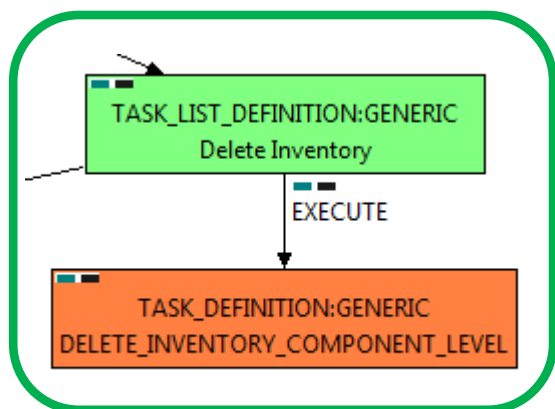 TASK_LIST_DEFINITION:GENERIC
Delete Inventory
EXECUTE
TASK_DEFINITION:GENERIC
DELETE_INVENTORY_COMPONENT_LEVEL